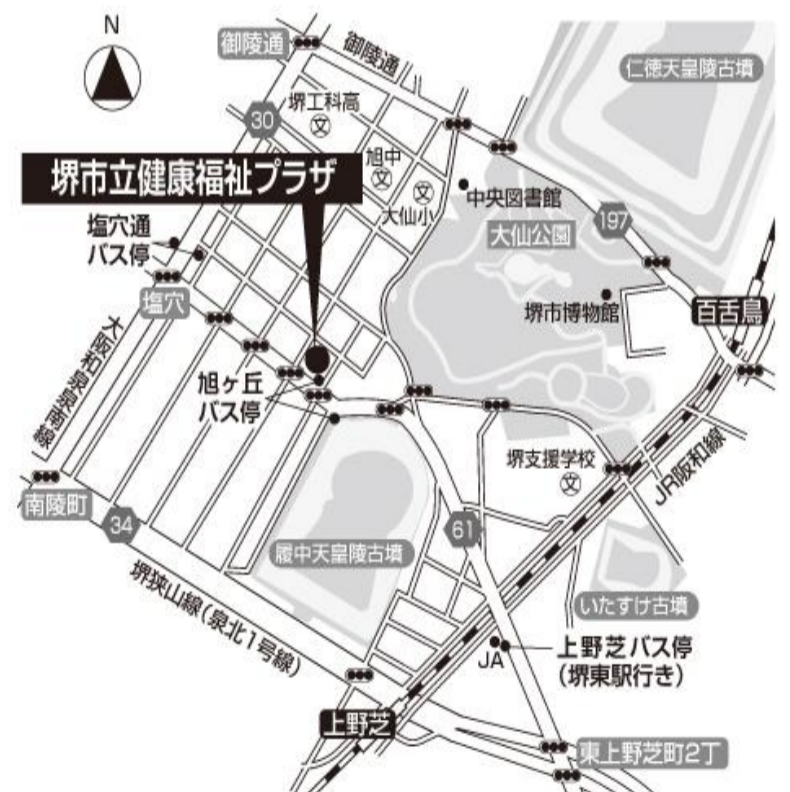 N
御陵通
御陵通
仁徳天皇陵古墳
堺工科高
文
30
旭中
文
堺市立健康福祉プラザ
文
大仙小
中央図書館
197
大仙公園
塩穴通
バス停
塩穴
堺市博物館
百舌鳥
大阪和泉泉南線
旭ヶ丘
バス停
堺支援学校
文
JR阪和線
南陵町
34
61
履中天皇陵古墳
いたすけ古墳
堺狭山線(泉北1号線)
JA
上野芝バス停
(堺東駅行き)
上野芝
東上野芝町2丁